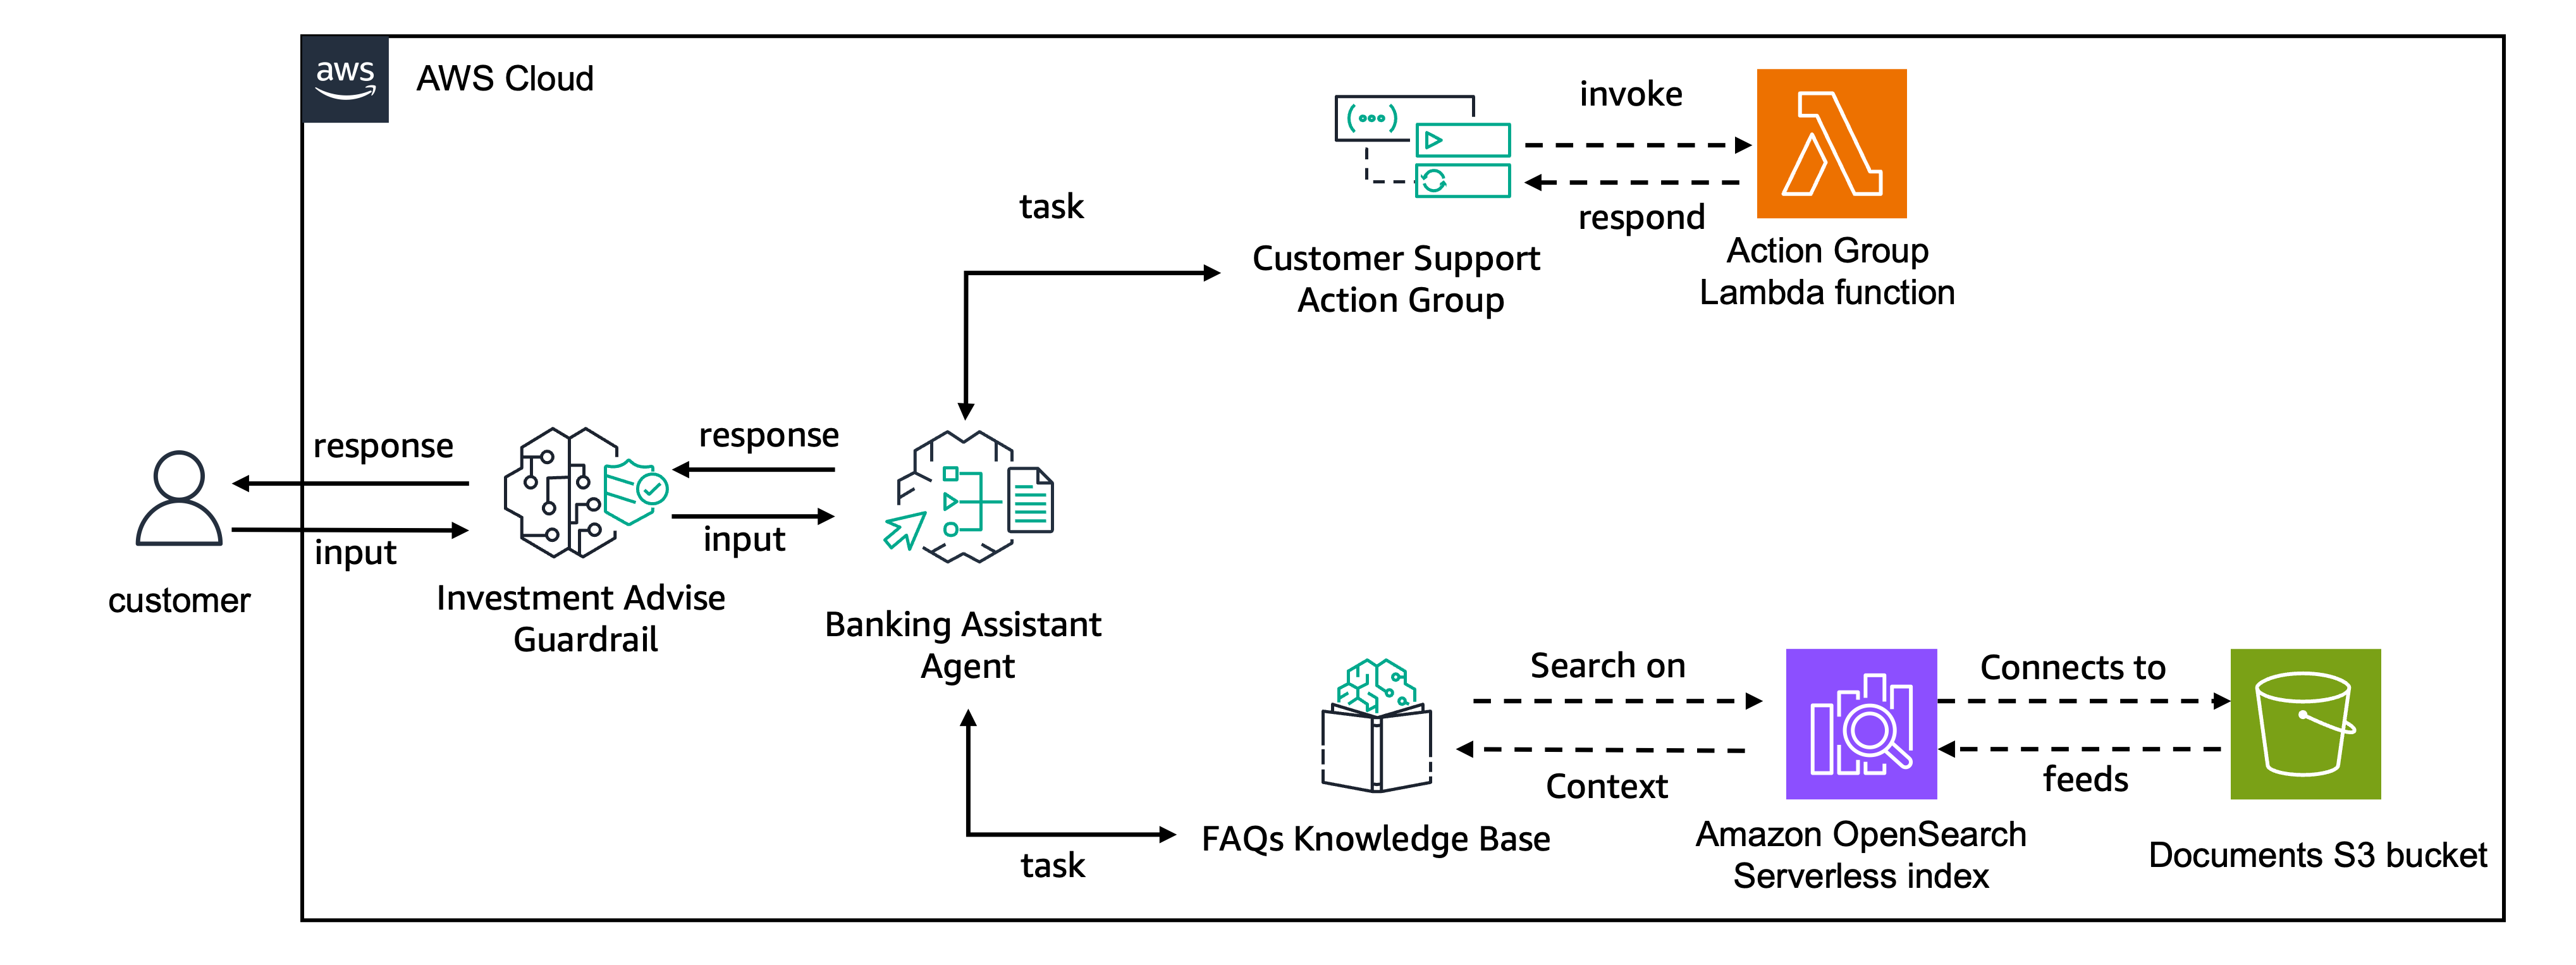 aws
AWS Cloud
invoke
respond
task
Customer Support
Action Group
Action Group
Lambda function
response
input
customer
Investment Advise
Guardrail
response
input
Banking Assistant
Agent
task
FAQs Knowledge Base
Search on
Context
Amazon OpenSearch
Serverless index
Connects to
feeds
Documents S3 bucket